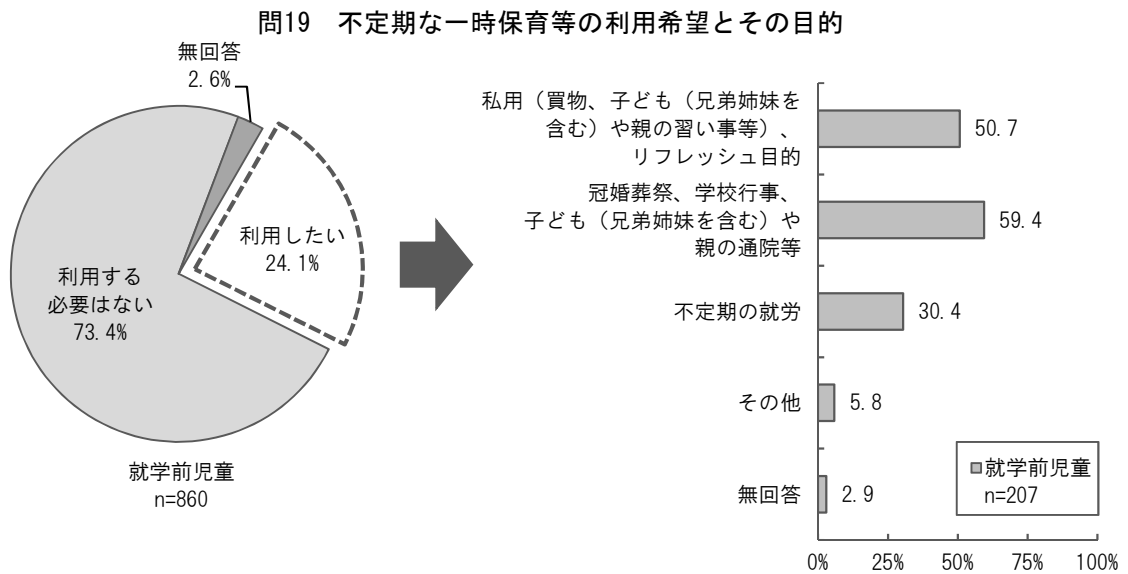 問19　不定期な一時保育等の利用希望とその目的
無回答
2.6%
利用したい
24.1%
利用する
必要はない
73.4%
就学前児童
n=860
私用（買物、子ども（兄弟姉妹を
含む）や親の習い事等）、
リフレッシュ目的
50.7
冠婚葬祭、学校行事、
子ども（兄弟姉妹を含む）や
親の通院等
59.4
不定期の就労
30.4
その他
5.8
無回答
2.9
就学前児童
n=207
0% 25% 50% 75% 100%